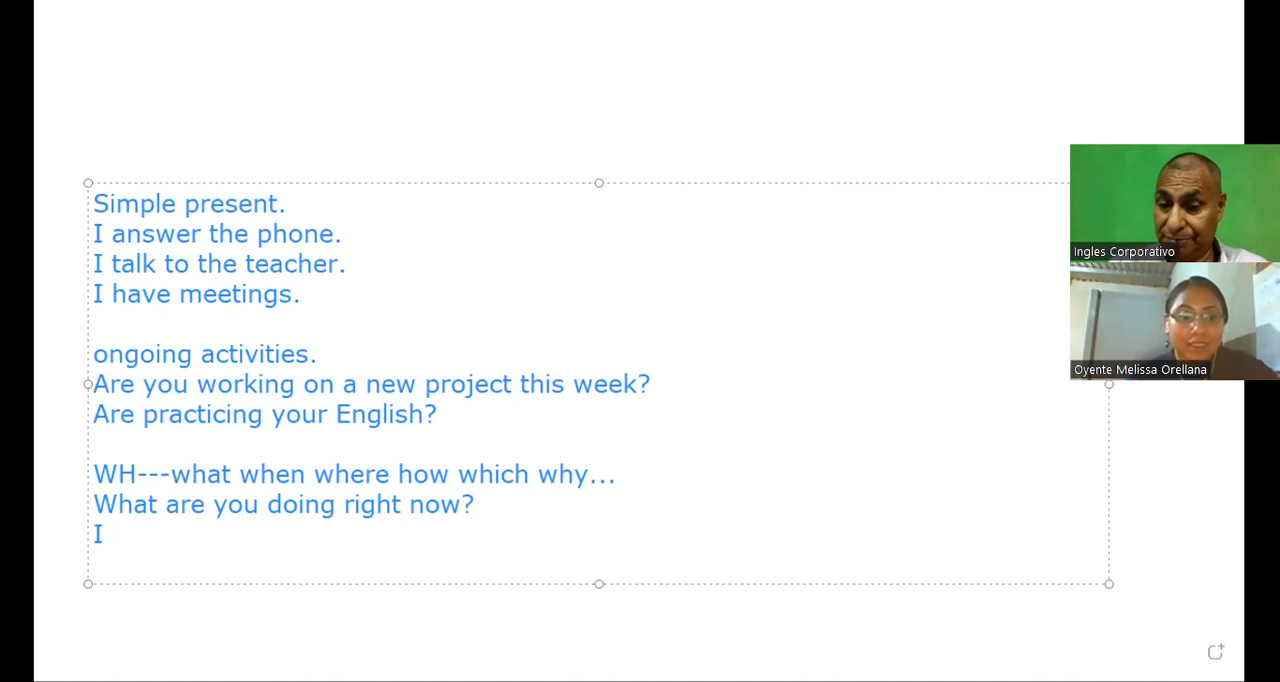 Simple present.
I answer the phone.
I talk to the teacher.
I have meetings.
ongoing activities.
Are you working on a new project this week?
Are practicing your English?
WH---what when where how which why...
What are you doing right now?
I
Ingles Corporativo
Oyente Melissa Orellana